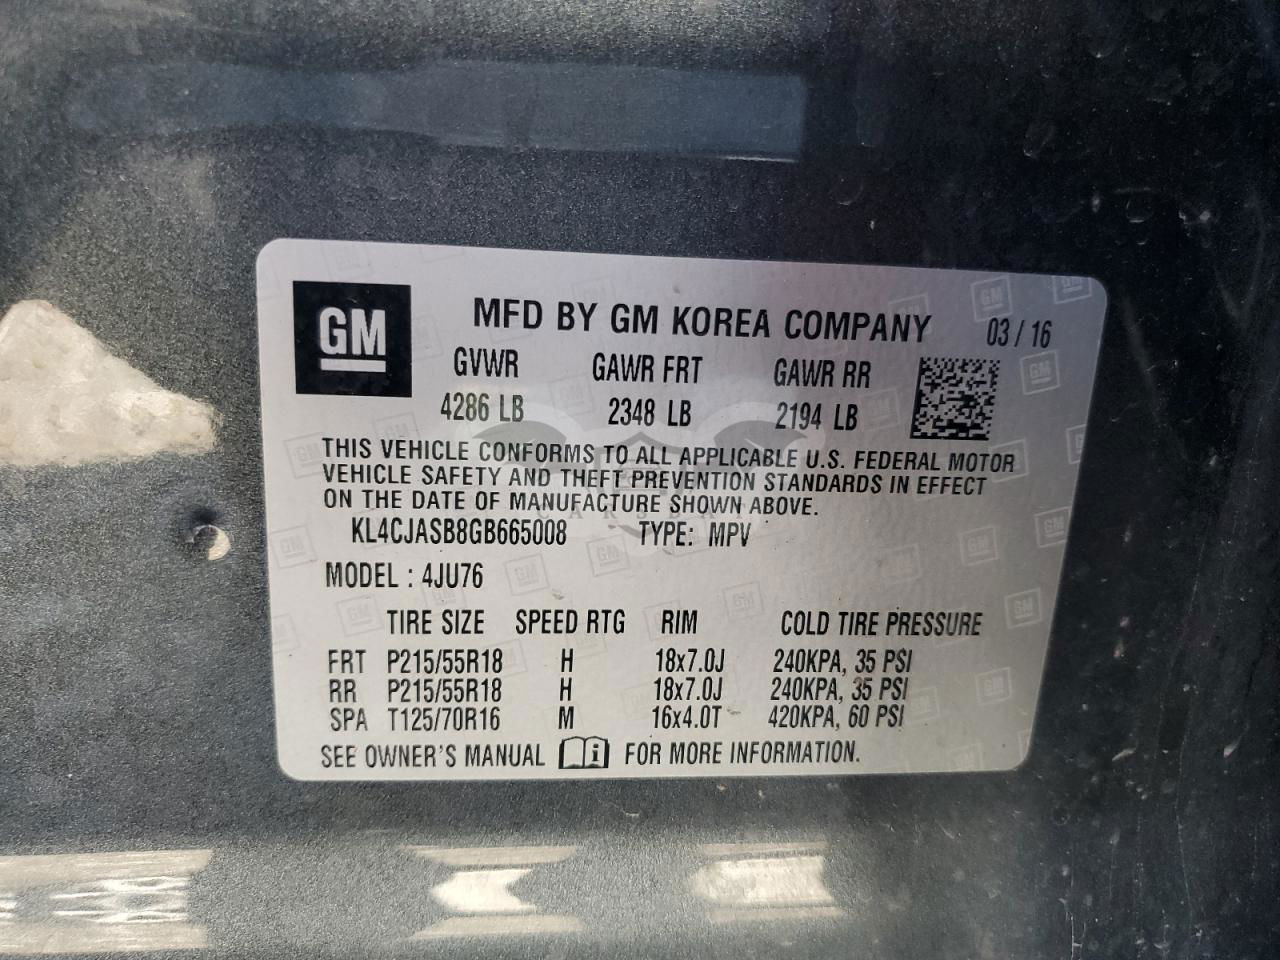 GM
MFD BY GM KOREA COMPANY 03 / 16
GVWR GAWR FRT GAWR RR
4286 LB 2348 LB 2194 LB
THIS VEHICLE CONFORMS TO ALL APPLICABLE U.S. FEDERAL MOTOR
VEHICLE SAFETY AND THEFT PREVENTION STANDARDS IN EFFECT
ON THE DATE OF MANUFACTURE SHOWN ABOVE.
KL4CJASB8GB665008 TYPE: MPV
MODEL : 4JU76
TIRE SIZE SPEED RTG RIM COLD TIRE PRESSURE
FRT P215/55R18 H 18x7.0J 240KPA, 35 PSI
RR P215/55R18 H 18x7.0J 240KPA, 35 PSI
SPA T125/70R16 M 16x4.0T 420KPA, 60 PSI
SEE OWNER'S MANUAL FOR MORE INFORMATION.